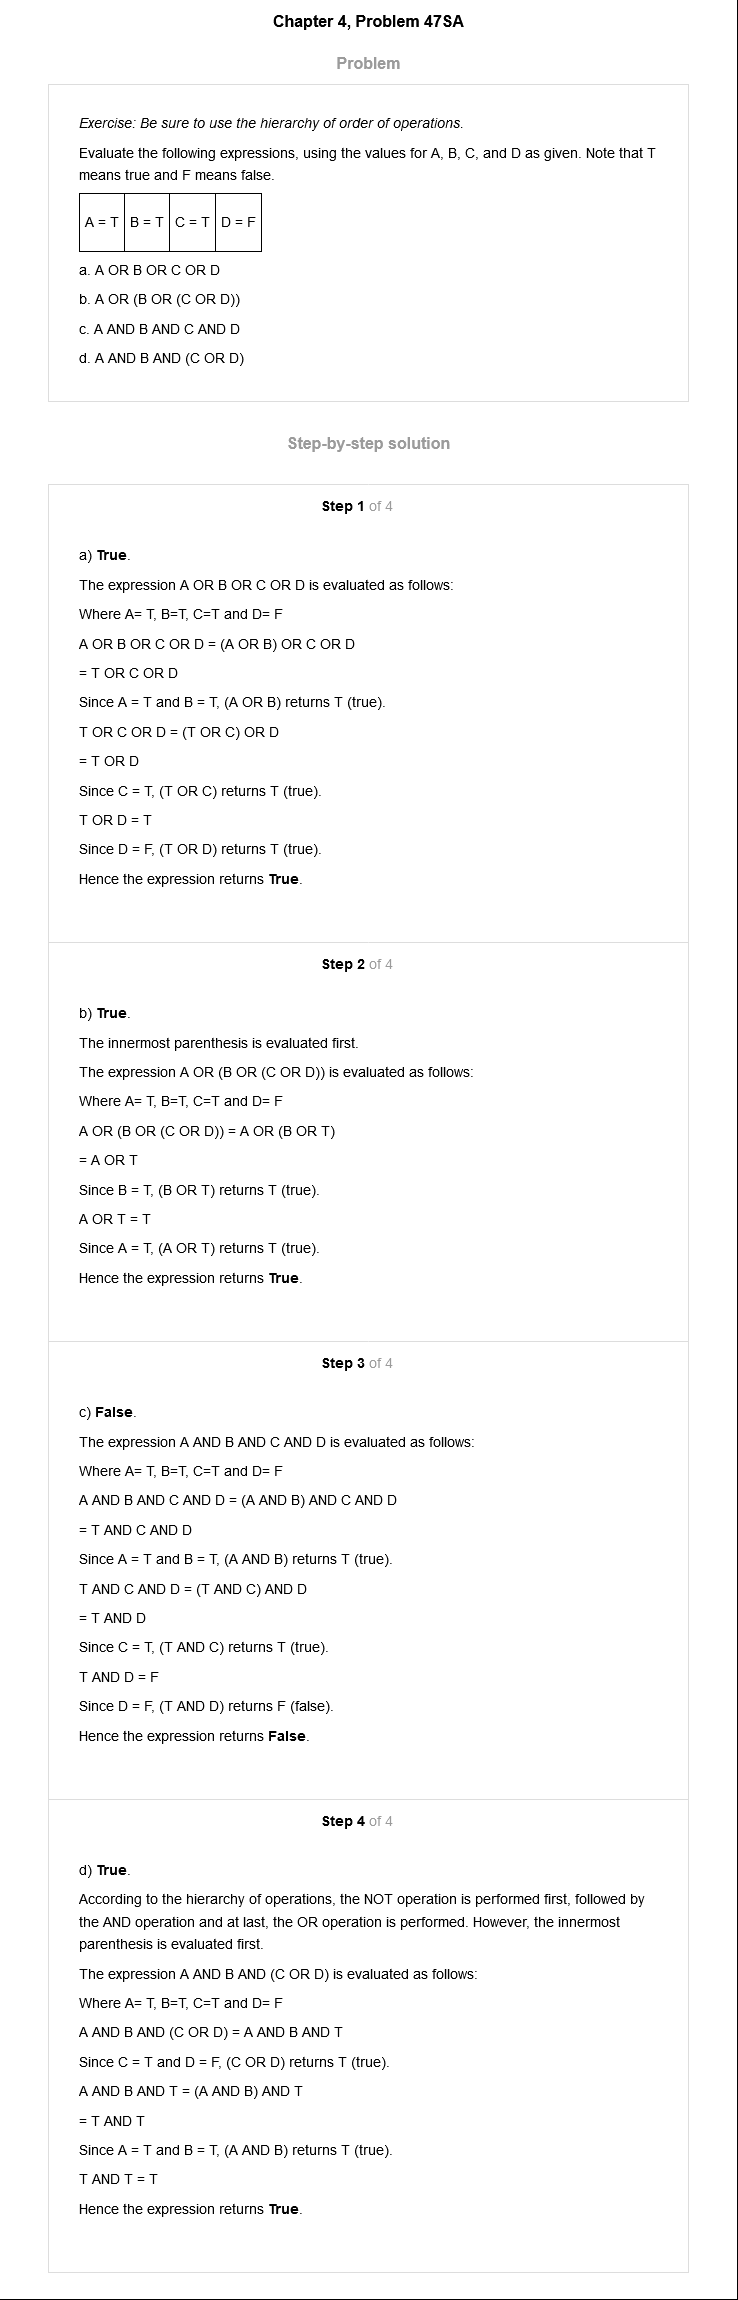 Chapter 4, Problem 47SA
Problem
Exercise: Be sure to use the hierarchy of order of operations.
Evaluate the following expressions, using the values for A, B, C, and D as given. Note that T
means true and F means false.
A = T B = T C = T D = F
a. A OR B OR C OR D
b. A OR (B OR (C OR D))
c. A AND B AND C AND D
d. A AND B AND (C OR D)
Step-by-step solution
Step 1 of 4
a) True.
The expression A OR B OR C OR D is evaluated as follows:
Where A= T, B=T, C=T and D= F
A OR B OR C OR D = (A OR B) OR C OR D
= T OR C OR D
Since A = T and B = T, (A OR B) returns T (true).
T OR C OR D = (T OR C) OR D
= T OR D
Since C = T, (T OR C) returns T (true).
T OR D = T
Since D = F, (T OR D) returns T (true).
Hence the expression returns True.
Step 2 of 4
b) True.
The innermost parenthesis is evaluated first.
The expression A OR (B OR (C OR D)) is evaluated as follows:
Where A= T, B=T, C=T and D= F
A OR (B OR (C OR D)) = A OR (B OR T)
= A OR T
Since B = T, (B OR T) returns T (true).
A OR T = T
Since A = T, (A OR T) returns T (true).
Hence the expression returns True.
Step 3 of 4
c) False.
The expression A AND B AND C AND D is evaluated as follows:
Where A= T, B=T, C=T and D= F
A AND B AND C AND D = (A AND B) AND C AND D
= T AND C AND D
Since A = T and B = T, (A AND B) returns T (true).
T AND C AND D = (T AND C) AND D
= T AND D
Since C = T, (T AND C) returns T (true).
T AND D = F
Since D = F, (T AND D) returns F (false).
Hence the expression returns False.
Step 4 of 4
d) True.
According to the hierarchy of operations, the NOT operation is performed first, followed by
the AND operation and at last, the OR operation is performed. However, the innermost
parenthesis is evaluated first.
The expression A AND B AND (C OR D) is evaluated as follows:
Where A= T, B=T, C=T and D= F
A AND B AND (C OR D) = A AND B AND T
Since C = T and D = F, (C OR D) returns T (true).
A AND B AND T = (A AND B) AND T
= T AND T
Since A = T and B = T, (A AND B) returns T (true).
T AND T = T
Hence the expression returns True.